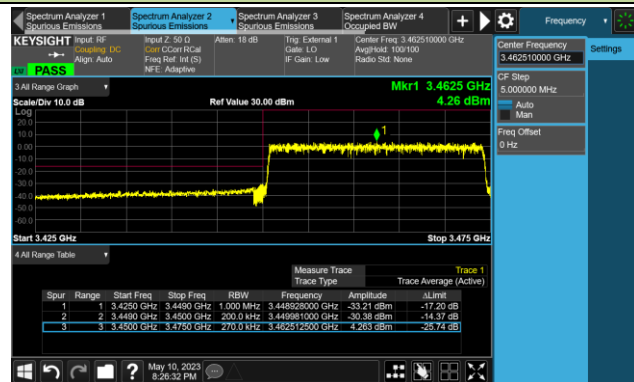 Spectrum Analyzer 1
Spurious Emissions
Spectrum Analyzer 2
Spurious Emissions
Spectrum Analyzer 3
Spurious Emissions
Spectrum Analyzer 4
Occupied BW
Frequency
KEYSIGHT
Input: RF
Coupling: DC
Align: Auto
Input Z: 50 Ω
Corr CCorr RCal
Freq Ref: Int (S)
NFE: Adaptive
Atten: 18 dB
Trig: External 1
Gate: LO
IF Gain: Low
Center Freq: 3.462510000 GHz
Avg|Hold: 100/100
Radio Std: None
PASS
Center Frequency
3.462510000 GHz
Settings
CF Step
5.000000 MHz
Auto
Man
Freq Offset
0 Hz
3 All Range Graph
Mkr1 3.4625 GHz
Scale/Div 10.0 dB
Ref Value 30.00 dBm
4.26 dBm
Log
20.0
10.0
0.00
-10.0
-20.0
-30.0
-40.0
-50.0
-60.0
1
Start 3.425 GHz
Stop 3.475 GHz
4 All Range Table
Measure Trace Trace 1
Trace Type Trace Average (Active)
Spur Range Start Freq Stop Freq RBW Frequency Amplitude ΔLimit
1 1 3.4250 GHz 3.4490 GHz 1.000 MHz 3.448928000 GHz -33.21 dBm -17.20 dB
2 2 3.4490 GHz 3.4500 GHz 200.0 kHz 3.449981000 GHz -30.38 dBm -14.37 dB
3 3 3.4500 GHz 3.4750 GHz 270.0 kHz 3.462512500 GHz 4.263 dBm -25.74 dB
May 10, 2023
8:26:32 PM